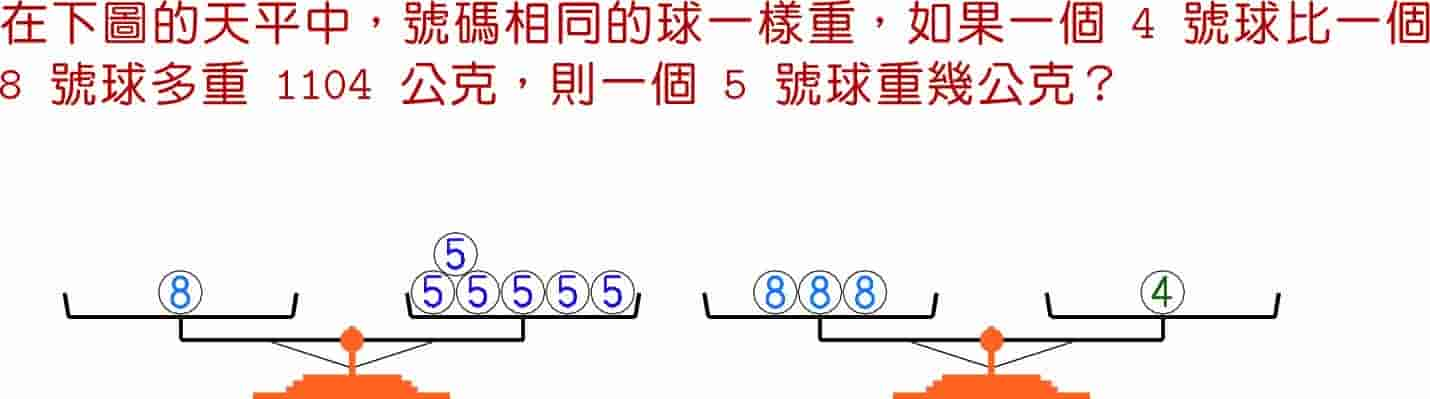 在下圖的天平中，號碼相同的球一樣重，如果一個 4 號球比一個
8 號球多重 1104 公克，則一個 5 號球重幾公克？
5
8 5 5 5 5 5 8 8 8 4